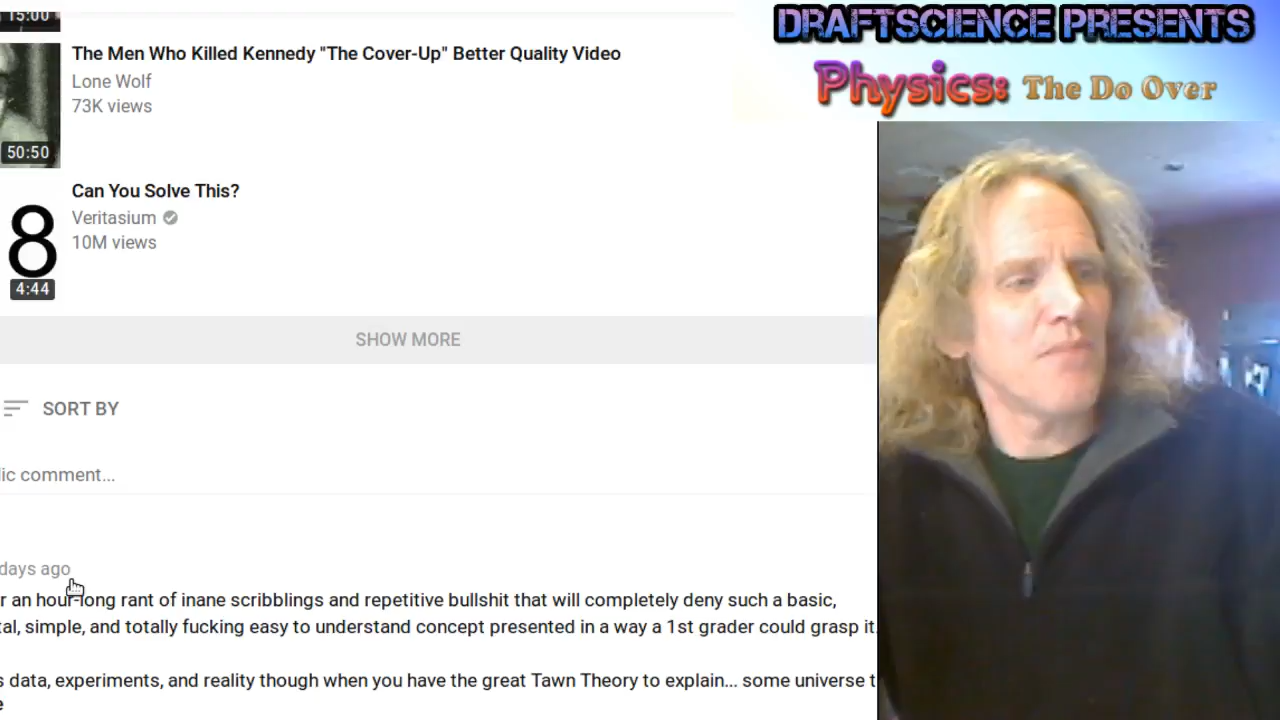 15:00
DRAFTSCIENCE PRESENTS
Physics: The Do Over
The Men Who Killed Kennedy "The Cover-Up" Better Quality Video
Lone Wolf
73K views
50:50
Can You Solve This?
Veritasium
10M views
8
4:44
SHOW MORE
SORT BY
lic comment...
days ago
r an hour-long rant of inane scribblings and repetitive bullshit that will completely deny such a basic,
tal, simple, and totally fucking easy to understand concept presented in a way a 1st grader could grasp it.
s data, experiments, and reality though when you have the great Tawn Theory to explain... some universe t
e